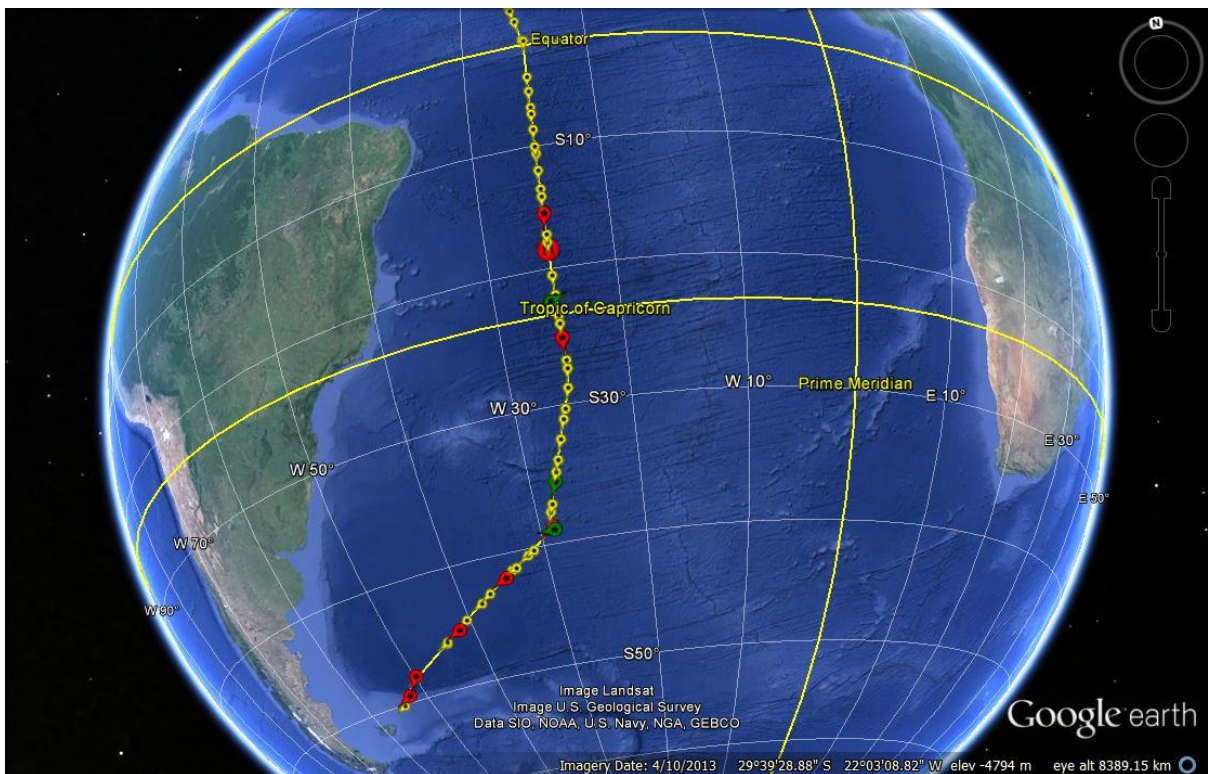 N
Equator
S10°
Tropic of Capricorn
Prime Meridian
W 10°
S30°
E 10°
W 30°
E 30°
W 50°
E 50°
W 70°
W 90°
S50°
Image Landsat
Image U.S. Geological Survey
Data SIO, NOAA, U.S. Navy, NGA, GEBCO
Google earth
Imagery Date: 4/10/2013 29°39'28.88" S 22°03'08.82" W elev -4794 m eye alt 8389.15 km